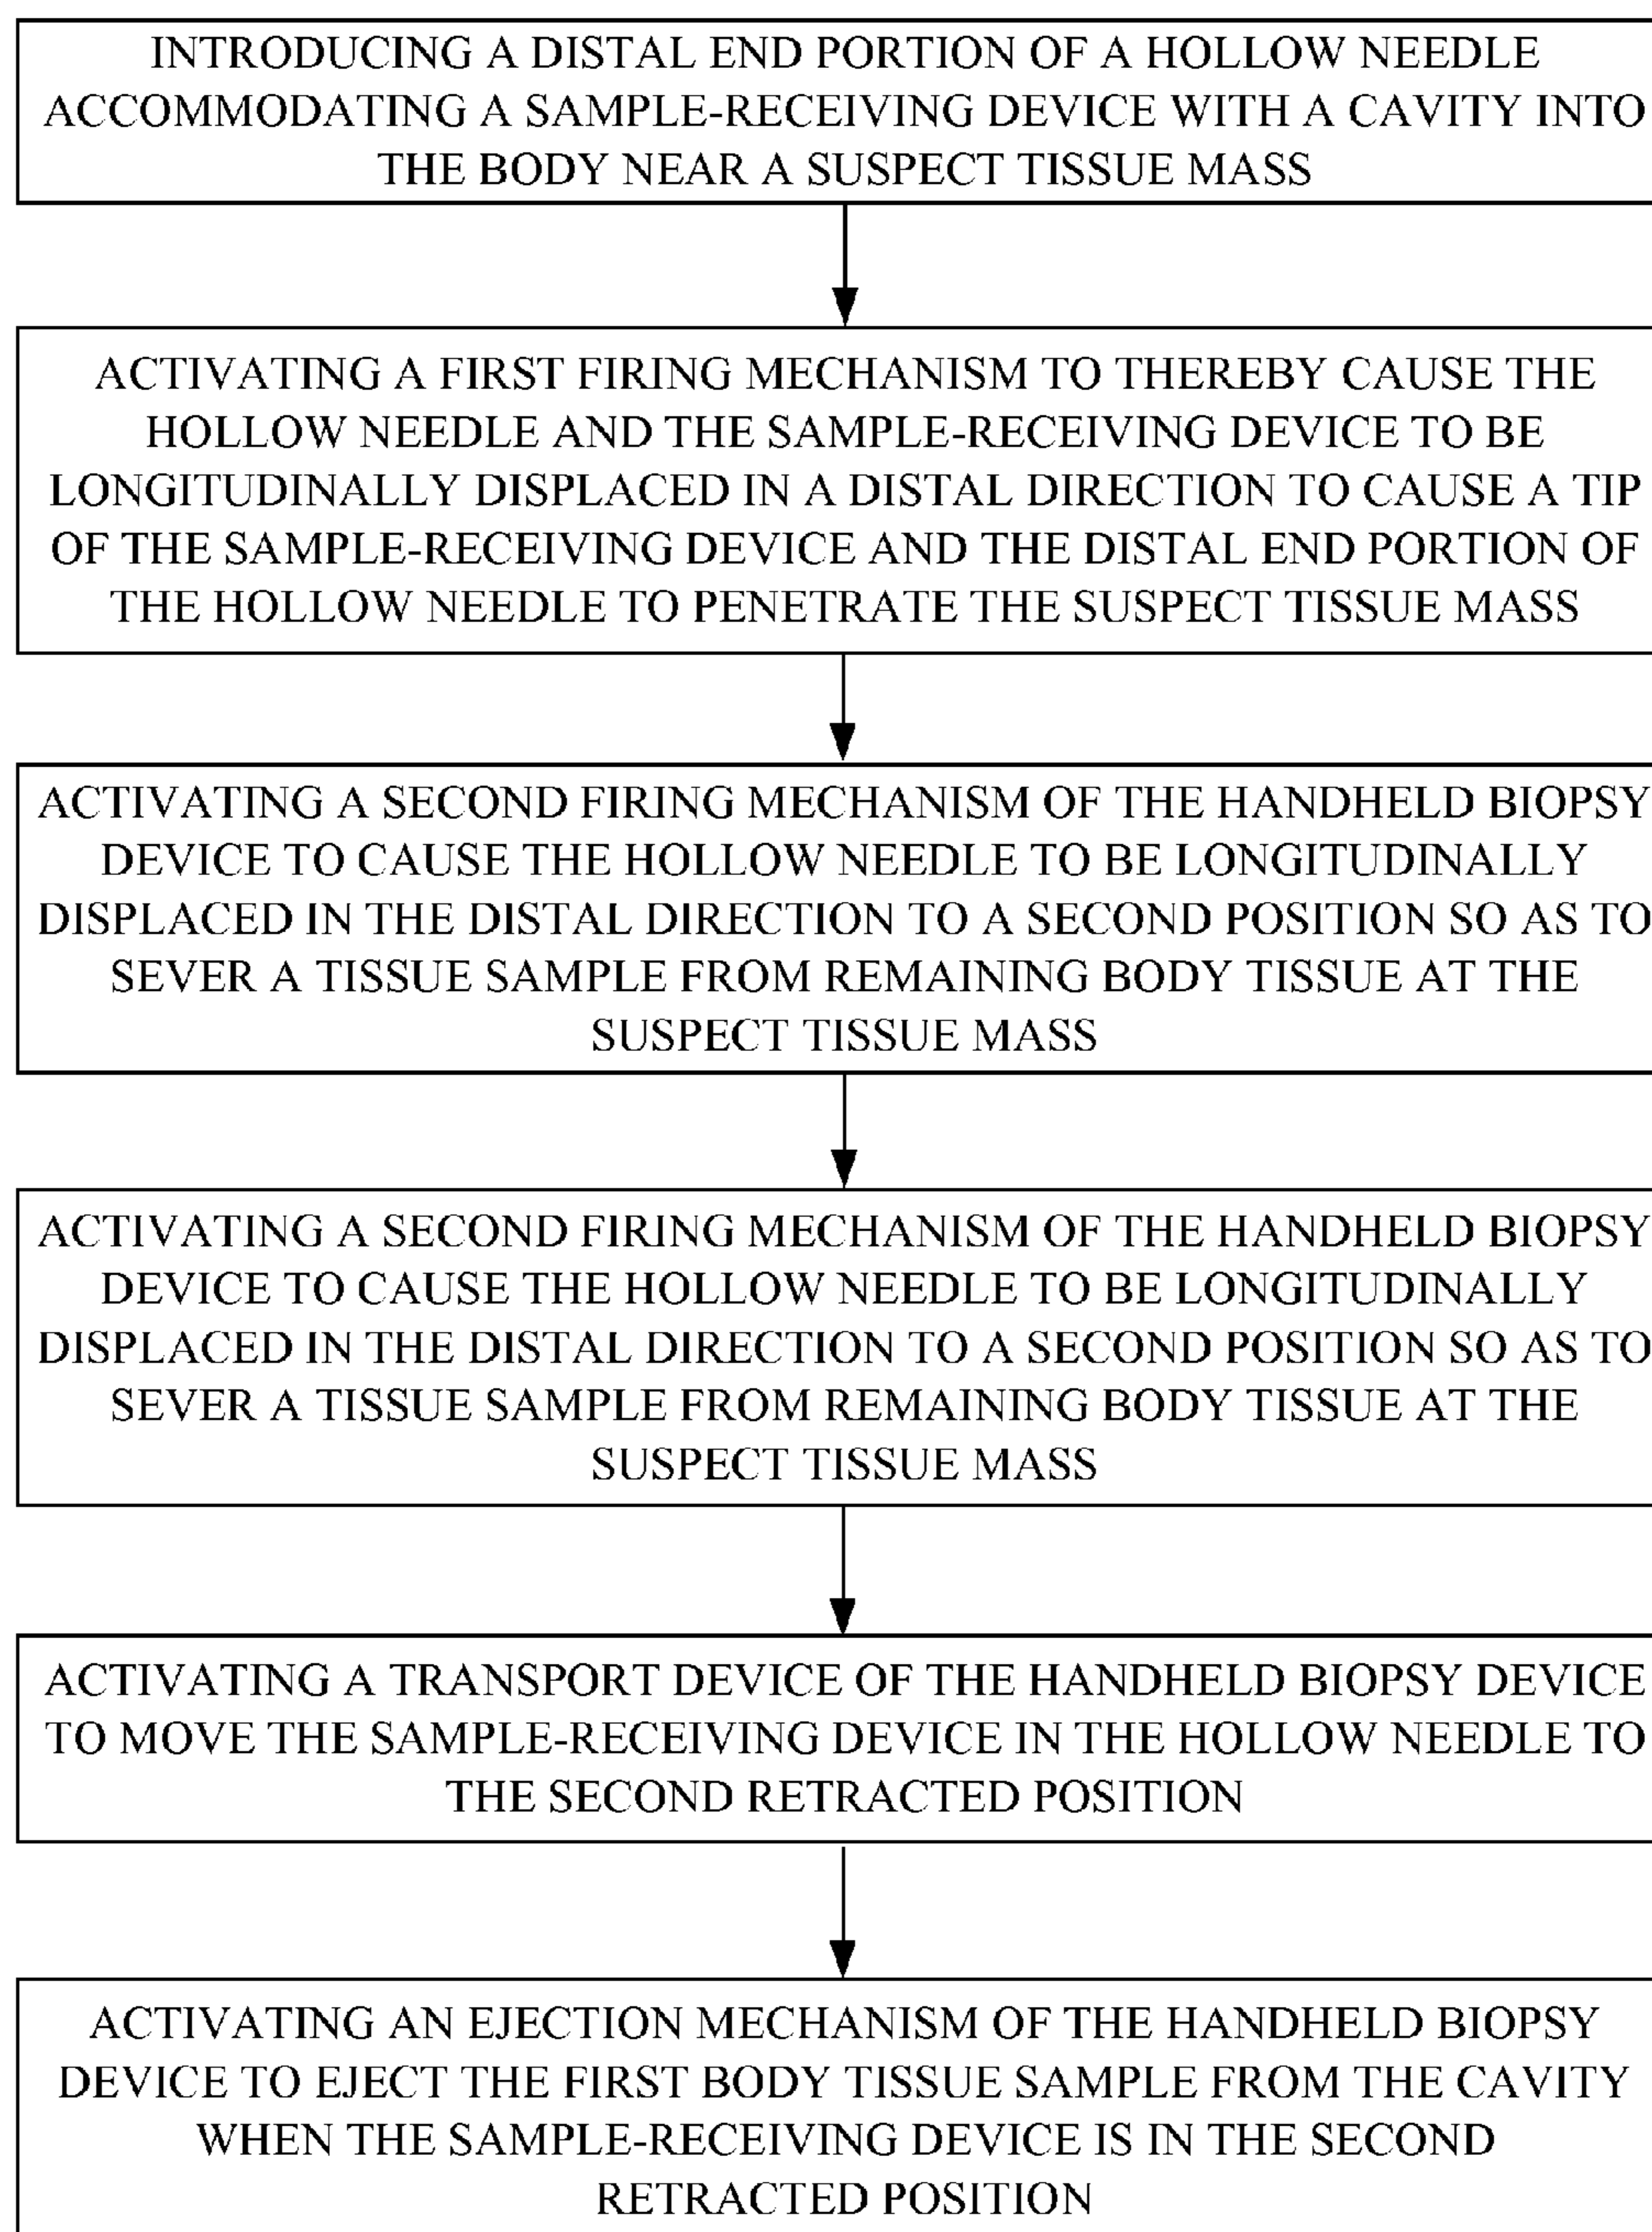 INTRODUCING A DISTAL END PORTION OF A HOLLOW NEEDLE
ACCOMMODATING A SAMPLE-RECEIVING DEVICE WITH A CAVITY INTO
THE BODY NEAR A SUSPECT TISSUE MASS
ACTIVATING A FIRST FIRING MECHANISM TO THEREBY CAUSE THE
HOLLOW NEEDLE AND THE SAMPLE-RECEIVING DEVICE TO BE
LONGITUDINALLY DISPLACED IN A DISTAL DIRECTION TO CAUSE A TIP
OF THE SAMPLE-RECEIVING DEVICE AND THE DISTAL END PORTION OF
THE HOLLOW NEEDLE TO PENETRATE THE SUSPECT TISSUE MASS
ACTIVATING A SECOND FIRING MECHANISM OF THE HANDHELD BIOPSY
DEVICE TO CAUSE THE HOLLOW NEEDLE TO BE LONGITUDINALLY
DISPLACED IN THE DISTAL DIRECTION TO A SECOND POSITION SO AS TO
SEVER A TISSUE SAMPLE FROM REMAINING BODY TISSUE AT THE
SUSPECT TISSUE MASS
ACTIVATING A SECOND FIRING MECHANISM OF THE HANDHELD BIOPSY
DEVICE TO CAUSE THE HOLLOW NEEDLE TO BE LONGITUDINALLY
DISPLACED IN THE DISTAL DIRECTION TO A SECOND POSITION SO AS TO
SEVER A TISSUE SAMPLE FROM REMAINING BODY TISSUE AT THE
SUSPECT TISSUE MASS
ACTIVATING A TRANSPORT DEVICE OF THE HANDHELD BIOPSY DEVICE
TO MOVE THE SAMPLE-RECEIVING DEVICE IN THE HOLLOW NEEDLE TO
THE SECOND RETRACTED POSITION
ACTIVATING AN EJECTION MECHANISM OF THE HANDHELD BIOPSY
DEVICE TO EJECT THE FIRST BODY TISSUE SAMPLE FROM THE CAVITY
WHEN THE SAMPLE-RECEIVING DEVICE IS IN THE SECOND
RETRACTED POSITION